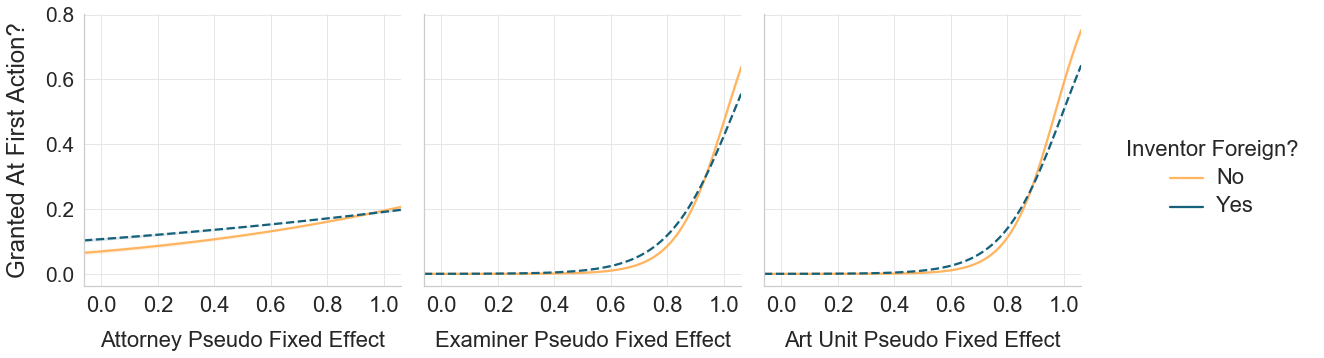 Granted At First Action?
0.8
0.6
0.4
0.2
0.0
0.0 0.2 0.4 0.6 0.8 1.0
Attorney Pseudo Fixed Effect
0.0 0.2 0.4 0.6 0.8 1.0
Examiner Pseudo Fixed Effect
0.0 0.2 0.4 0.6 0.8 1.0
Art Unit Pseudo Fixed Effect
Inventor Foreign?
No
Yes